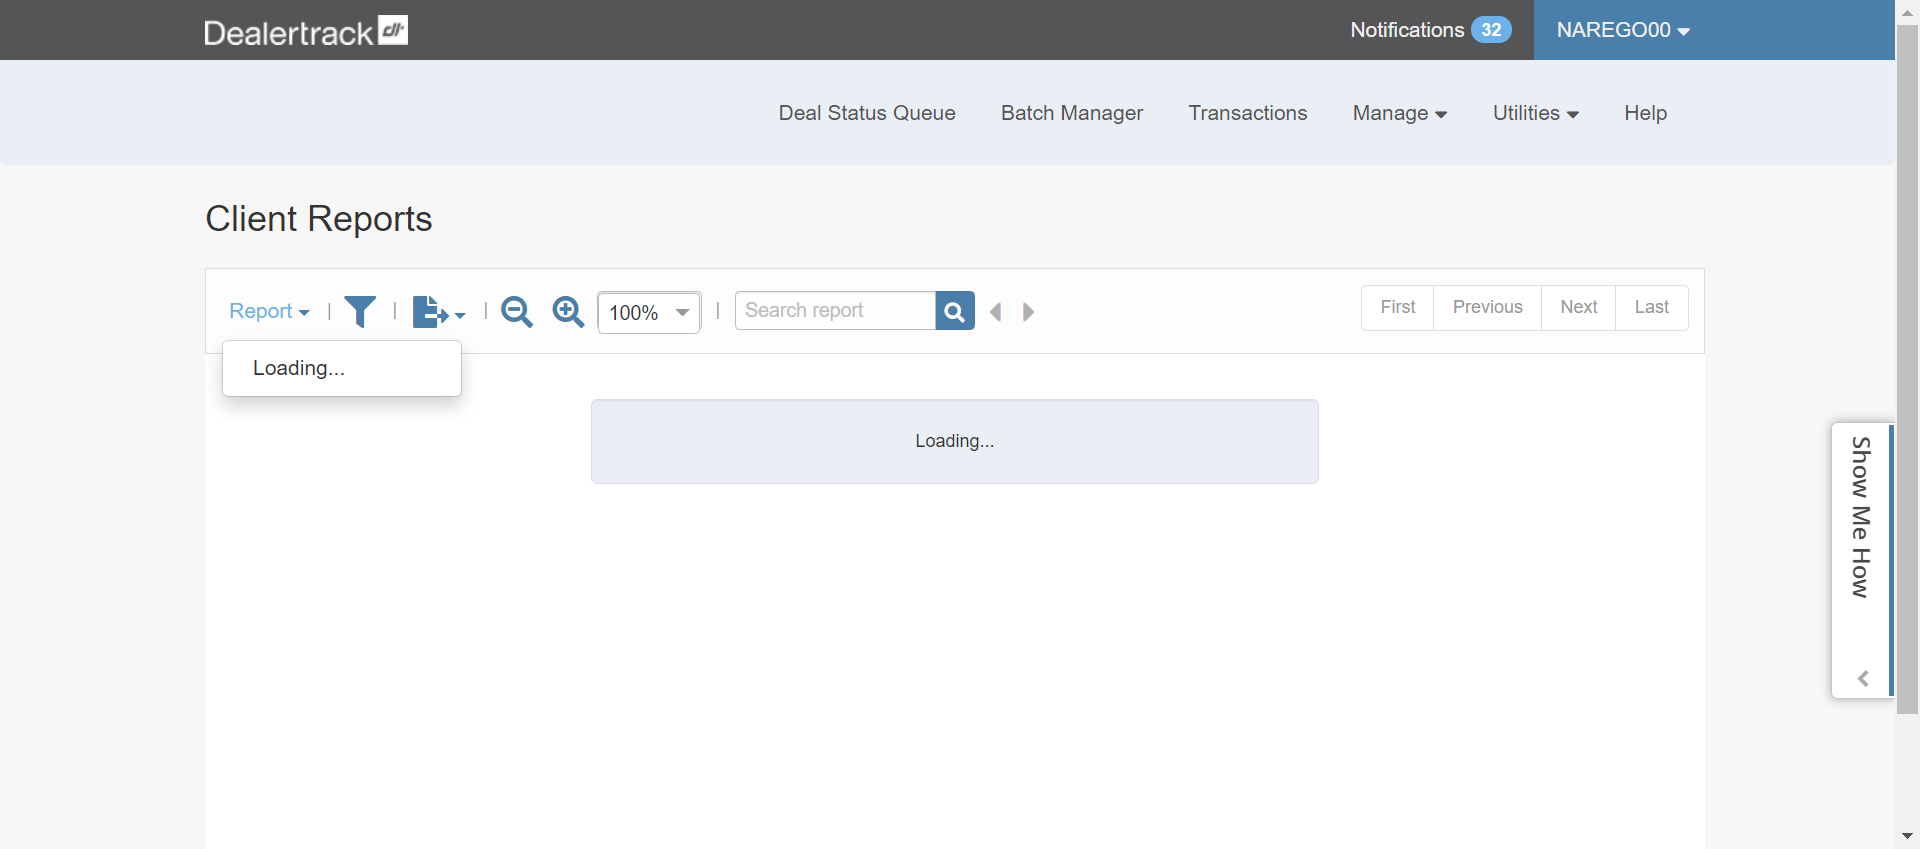 Dealertrack dt
Notifications 32
NAREGO00
Deal Status Queue
Batch Manager
Transactions
Manage
Utilities
Help
Client Reports
Report
100%
Search report
First
Previous
Next
Last
Loading...
Loading...
Show Me How